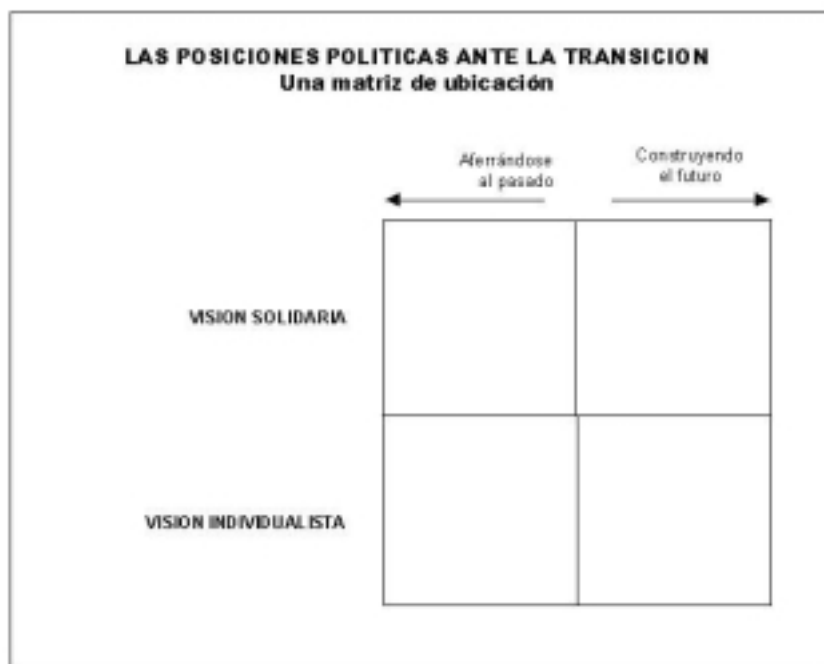 LAS POSICIONES POLITICAS ANTE LA TRANSICION
Una matriz de ubicación
Aferrándose
al pasado
Construyendo
el futuro
VISION SOLIDARIA
VISION INDIVIDUALISTA